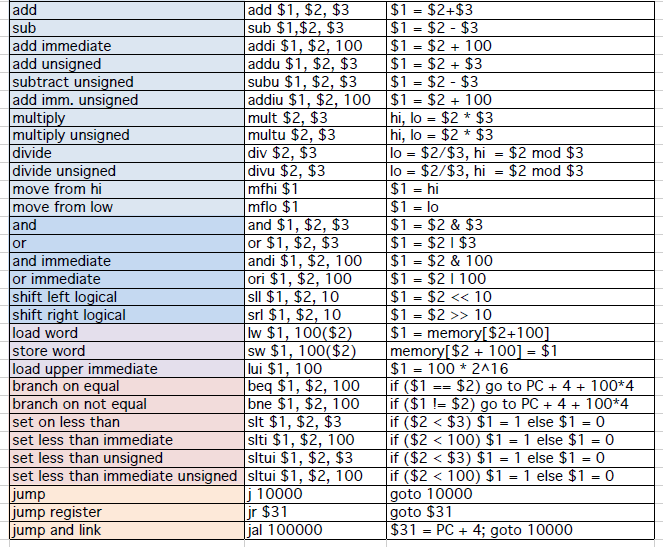 add add $1, $2, $3 $1 = $2+$3
sub sub $1,$2, $3 $1 = $2 - $3
add immediate addi $1, $2, 100 $1 = $2 + 100
add unsigned addu $1, $2, $3 $1 = $2 + $3
subtract unsigned subu $1, $2, $3 $1 = $2 - $3
add imm. unsigned addiu $1, $2, 100 $1 = $2 + 100
multiply mult $2, $3 hi, lo = $2 * $3
multiply unsigned multu $2, $3 hi, lo = $2 * $3
divide div $2, $3 lo = $2/$3, hi = $2 mod $3
divide unsigned divu $2, $3 lo = $2/$3, hi = $2 mod $3
move from hi mfhi $1 $1 = hi
move from low mflo $1 $1 = lo
and and $1, $2, $3 $1 = $2 & $3
or or $1, $2, $3 $1 = $2 | $3
and immediate andi $1, $2, 100 $1 = $2 & 100
or immediate ori $1, $2, 100 $1 = $2 | 100
shift left logical sll $1, $2, 10 $1 = $2 << 10
shift right logical srl $1, $2, 10 $1 = $2 >> 10
load word lw $1, 100($2) $1 = memory[$2+100]
store word sw $1, 100($2) memory[$2 + 100] = $1
load upper immediate lui $1, 100 $1 = 100 * 2^16
branch on equal beq $1, $2, 100 if ($1 == $2) go to PC + 4 + 100*4
branch on not equal bne $1, $2, 100 if ($1 != $2) go to PC + 4 + 100*4
set on less than slt $1, $2, $3 if ($2 < $3) $1 = 1 else $1 = 0
set less than immediate slti $1, $2, 100 if ($2 < 100) $1 = 1 else $1 = 0
set less than unsigned sltui $1, $2, $3 if ($2 < $3) $1 = 1 else $1 = 0
set less than immediate unsigned sltui $1, $2, 100 if ($2 < 100) $1 = 1 else $1 = 0
jump j 10000 goto 10000
jump register jr $31 goto $31
jump and link jal 100000 $31 = PC + 4; goto 10000